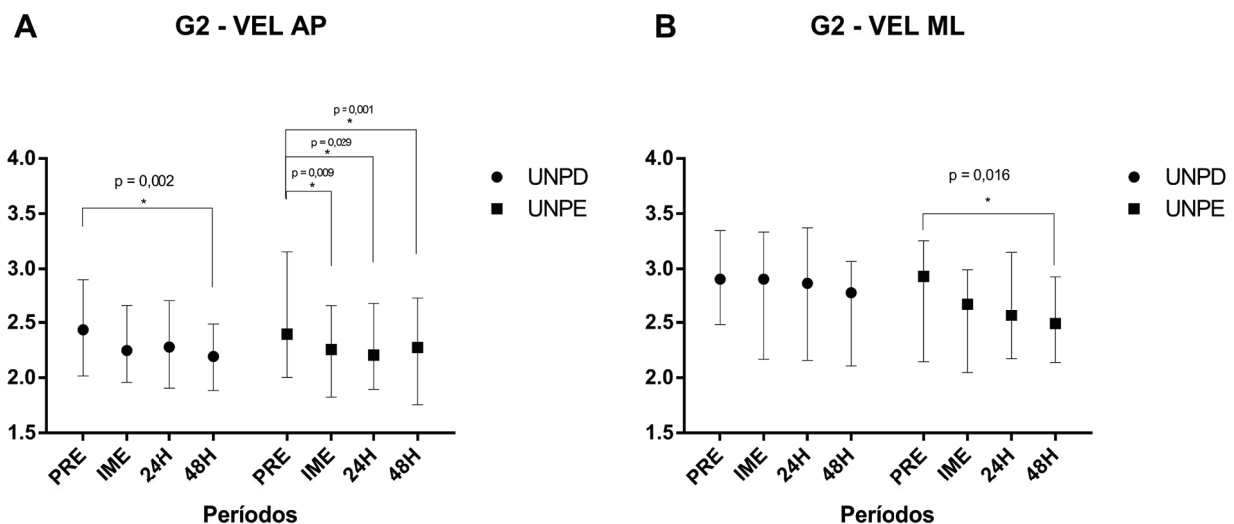 A
G2 - VEL AP
p = 0,001
*
p = 0,029
*
p = 0,009
*
p = 0,002
*
4.0
3.5
3.0
2.5
2.0
1.5
UNPD
UNPE
PRE IME 24H 48H PRE IME 24H 48H
Períodos
B
G2 - VEL ML
p = 0,016
*
4.0
3.5
3.0
2.5
2.0
1.5
UNPD
UNPE
PRE IME 24H 48H PRE IME 24H 48H
Períodos